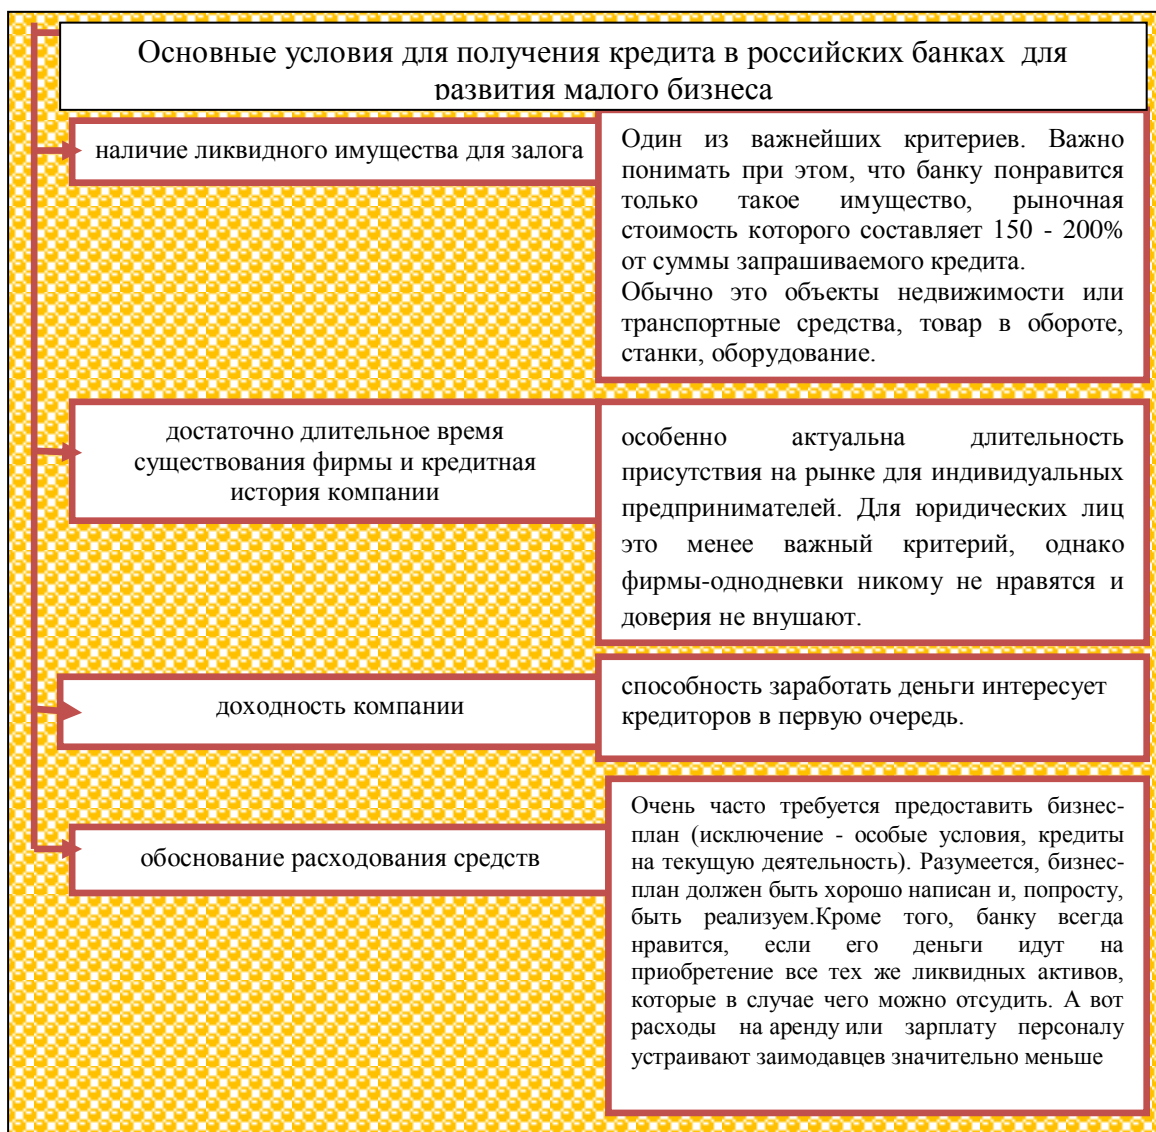 Основные условия для получения кредита в российских банках для
развития малого бизнеса
наличие ликвидного имущества для залога
Один из важнейших критериев. Важно
понимать при этом, что банку понравится
только такое имущество, рыночная
стоимость которого составляет 150 - 200%
от суммы запрашиваемого кредита.
Обычно это объекты недвижимости или
транспортные средства, товар в обороте,
станки, оборудование.
достаточно длительное время
существования фирмы и кредитная
история компании
особенно актуальна длительность
присутствия на рынке для индивидуальных
предпринимателей. Для юридических лиц
это менее важный критерий, однако
фирмы-однодневки никому не нравятся и
доверия не внушают.
доходность компании
способность заработать деньги интересует
кредиторов в первую очередь.
обоснование расходования средств
Очень часто требуется предоставить бизнес-
план (исключение - особые условия, кредиты
на текущую деятельность). Разумеется, бизнес-
план должен быть хорошо написан и, попросту,
быть реализуем.Кроме того, банку всегда
нравится, если его деньги идут на
приобретение все тех же ликвидных активов,
которые в случае чего можно отсудить. А вот
расходы на аренду или зарплату персоналу
устраивают заимодавцев значительно меньше